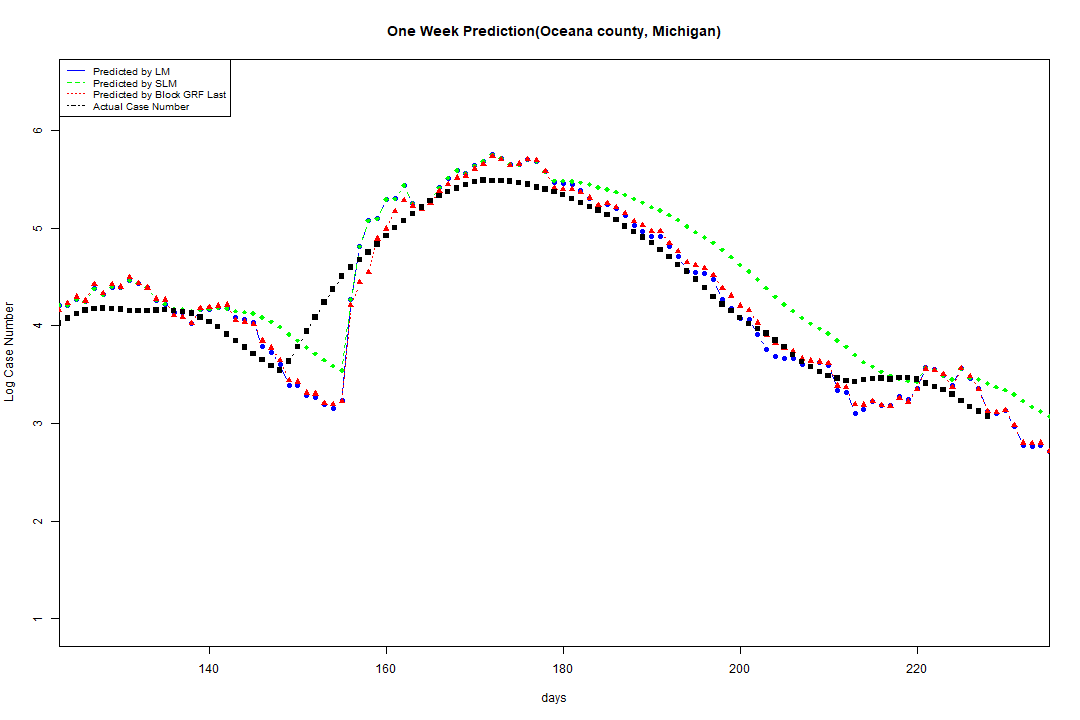 One Week Prediction(Oceana county, Michigan)
Predicted by LM
Predicted by SLM
Predicted by Block GRF Last
Actual Case Number
6
5
4
3
2
1
Log Case Number
140 160 180 200 220
days